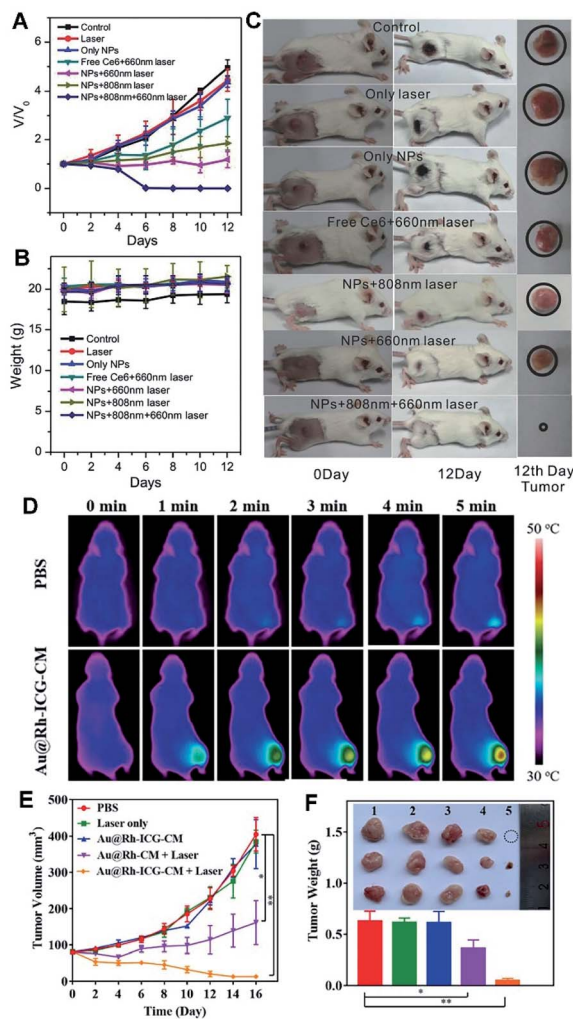 A
Control
Laser
Only NPs
Free Ce6+660nm laser
NPs+660nm laser
NPs+808nm laser
NPs+808nm+660nm laser
V/V0
6
4
2
0
0 2 4 6 8 10 12
Days
B
Weight (g)
25
20
15
10
5
0
Control
Laser
Only NPs
Free Ce6+660nm laser
NPs+660nm laser
NPs+808nm laser
NPs+808nm+660nm laser
0 2 4 6 8 10 12
Days
C
Control
Only laser
Only NPs
Free Ce6+660nm laser
NPs+808nm laser
NPs+660nm laser
NPs+808nm+660nm laser
0Day 12Day 12th Day
Tumor
D
0 min 1 min 2 min 3 min 4 min 5 min
PBS
Au@Rh-ICG-CM
50 ℃
30 ℃
E
PBS
Laser only
Au@Rh-ICG-CM
Au@Rh-CM + Laser
Au@Rh-ICG-CM + Laser
Tumor Volume (mm3)
500
400
300
200
100
0
0 2 4 6 8 10 12 14 16
Time (Day)
*
**
F
Tumor Weight (g)
1.5
1.0
0.5
0.0
1 2 3 4 5
*
**